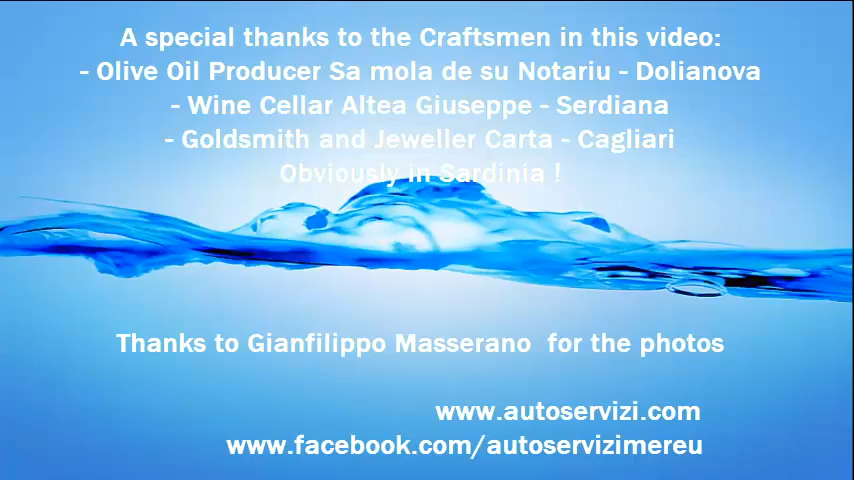 A special thanks to the Craftsmen in this video:
- Olive Oil Producer Sa mola de su Notariu - Dolianova
- Wine Cellar Altea Giuseppe - Serdiana
- Goldsmith and Jeweller Carta - Cagliari
Obviously in Sardinia !
Thanks to Gianfilippo Masserano  for the photos
www.autoservizi.com
www.facebook.com/autoservizimereu